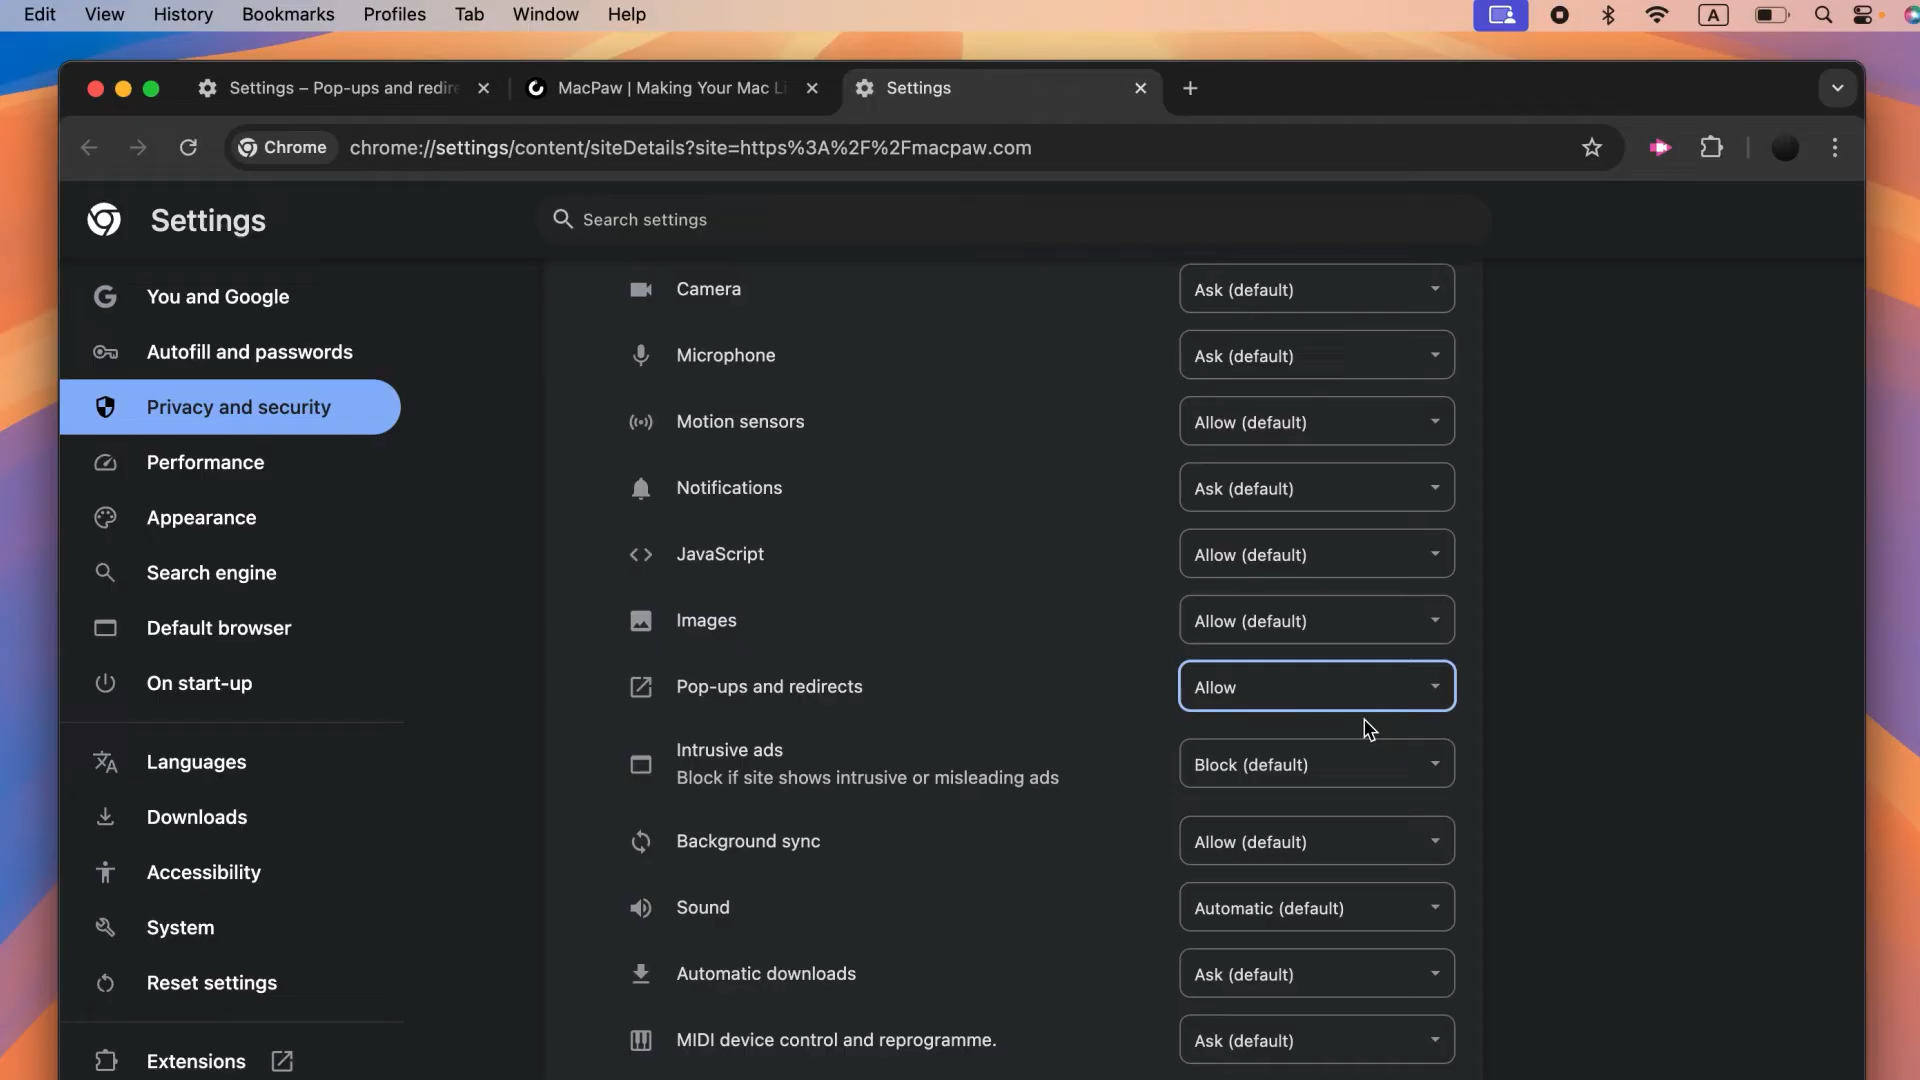 Edit View History Bookmarks Profiles Tab Window Help A
Settings – Pop-ups and redire MacPaw | Making Your Mac Li Settings
Chrome chrome://settings/content/siteDetails?site=https%3A%2F%2Fmacpaw.com
Settings Search settings
You and Google
Autofill and passwords
Privacy and security
Performance
Appearance
Search engine
Default browser
On start-up
Languages
Downloads
Accessibility
System
Reset settings
Extensions
Camera Ask (default)
Microphone Ask (default)
Motion sensors Allow (default)
Notifications Ask (default)
JavaScript Allow (default)
Images Allow (default)
Pop-ups and redirects Allow
Intrusive ads
Block if site shows intrusive or misleading ads Block (default)
Background sync Allow (default)
Sound Automatic (default)
Automatic downloads Ask (default)
MIDI device control and reprogramme. Ask (default)